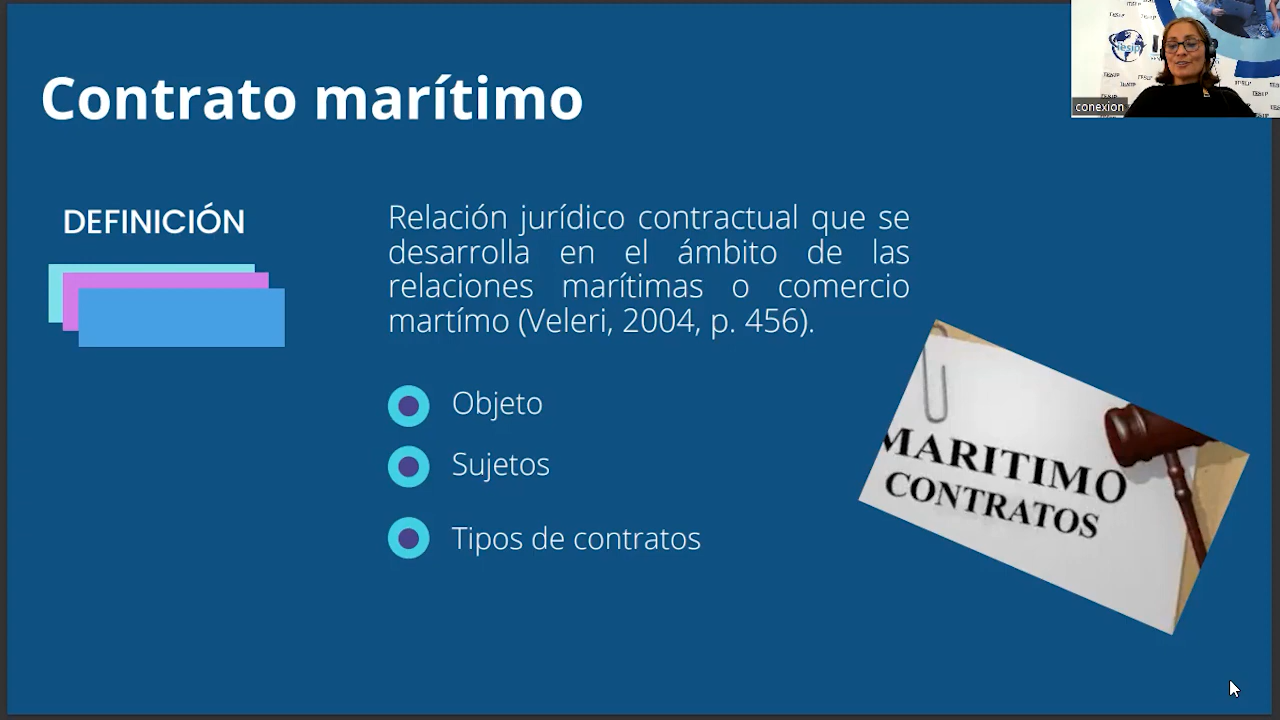 Contrato marítimo
DEFINICIÓN
Relación jurídico contractual que se
desarrolla en el ámbito de las
relaciones marítimas o comercio
martímo (Veleri, 2004, p. 456).
Objeto
Sujetos
Tipos de contratos
MARITIMO
CONTRATOS
conexion